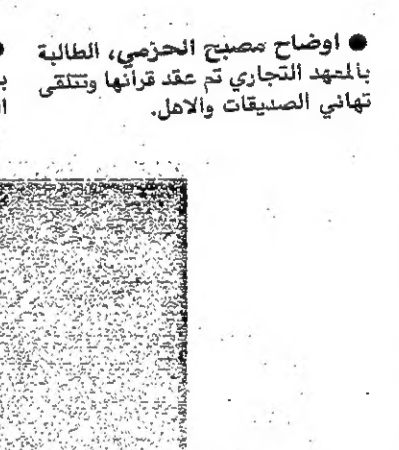 ● اوضاح مصبح الحزمي، الطالبة
بالمعهد التجاري تم عقد قرانها وتتلقى
تهاني الصديقات والاهل.